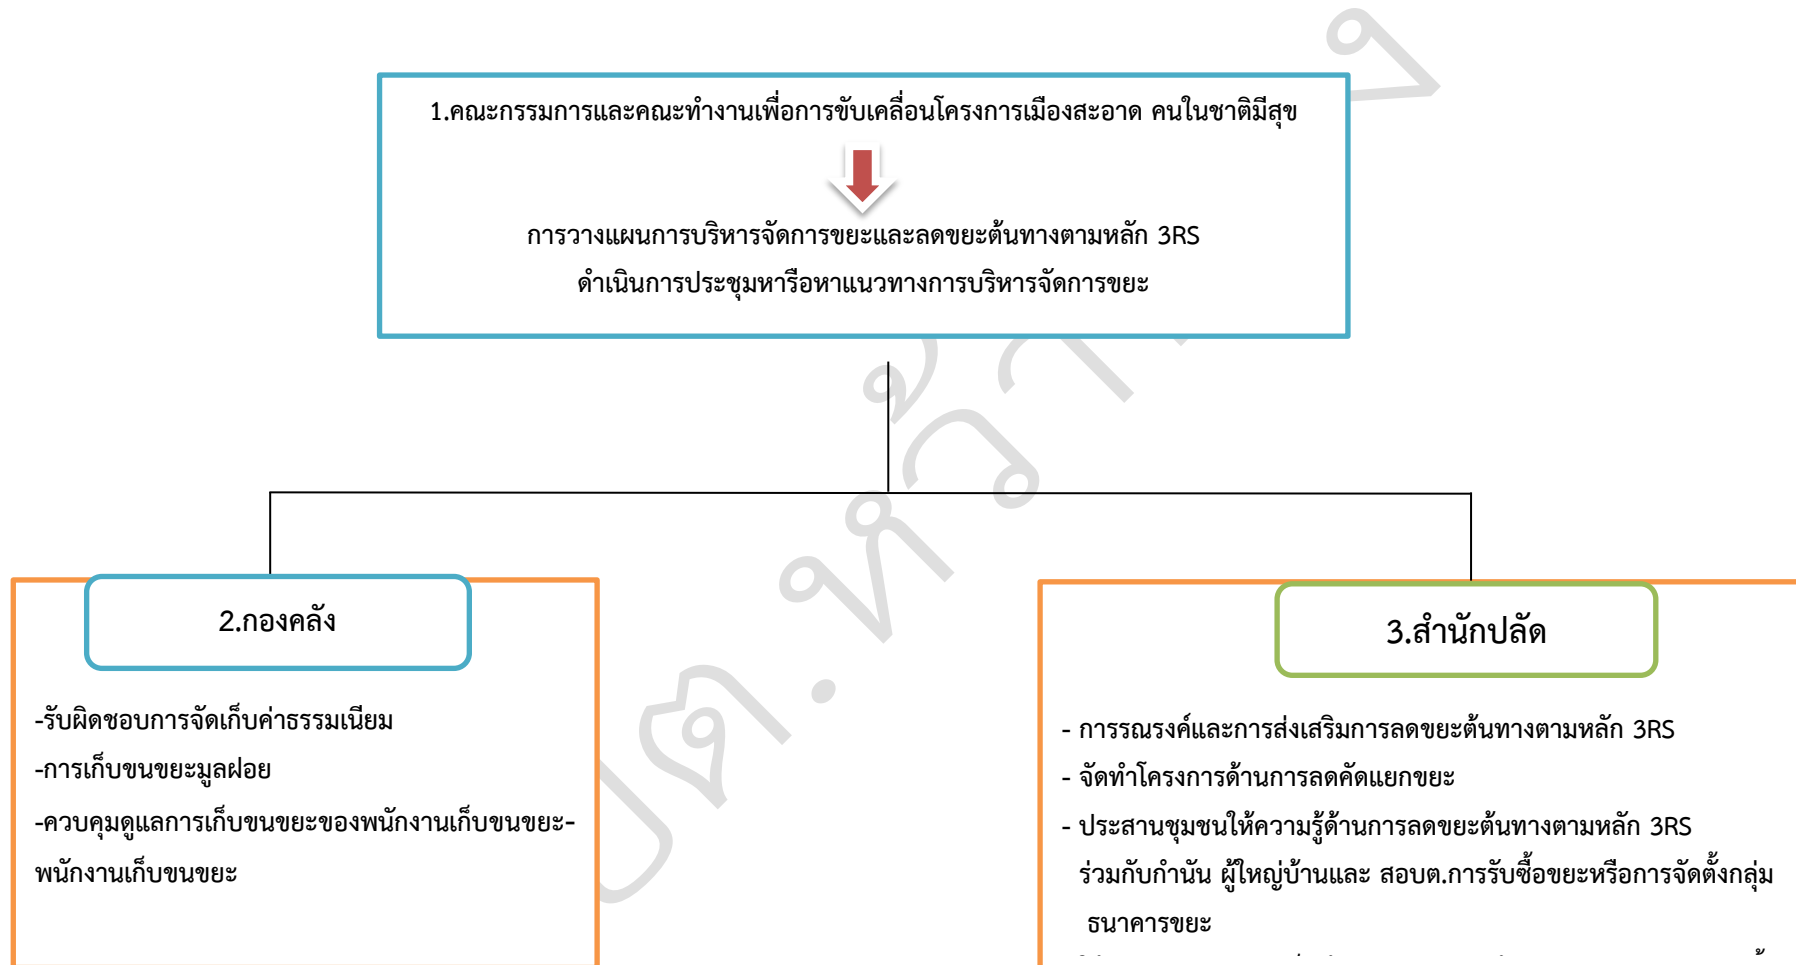 1.คณะกรรมการและคณะทำงานเพื่อการขับเคลื่อนโครงการเมืองสะอาด คนในชาติมีสุข
การวางแผนการบริหารจัดการขยะและลดขยะต้นทางตามหลัก 3RS
ดำเนินการประชุมหารือหาแนวทางการบริหารจัดการขยะ
2.กองคลัง
-รับผิดชอบการจัดเก็บค่าธรรมเนียม
-การเก็บขนขยะมูลฝอย
-ควบคุมดูแลการเก็บขนขยะของพนักงานเก็บขนขยะ-
พนักงานเก็บขนขยะ
3.สำนักปลัด
- การรณรงค์และการส่งเสริมการลดขยะต้นทางตามหลัก 3RS
- จัดทำโครงการด้านการลดคัดแยกขยะ
- ประสานชุมชนให้ความรู้ด้านการลดขยะต้นทางตามหลัก 3RS
ร่วมกับกำนัน ผู้ใหญ่บ้านและ สอบต.การรับซื้อขยะหรือการจัดตั้งกลุ่ม
ธนาคารขยะ